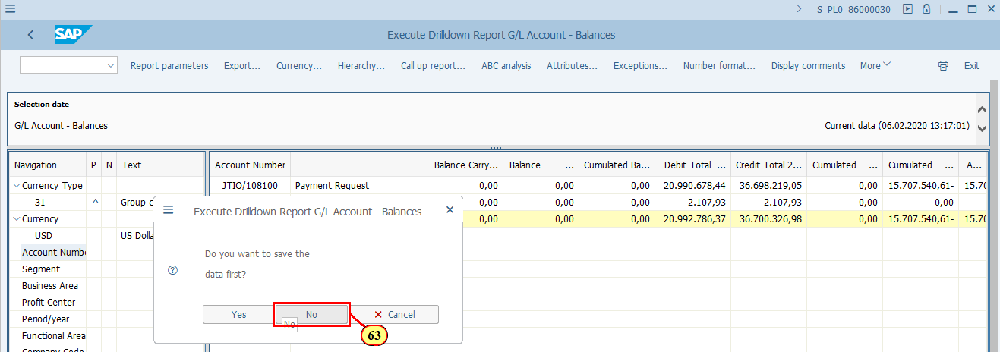 S_PL0_86000030
SAP
Execute Drilldown Report G/L Account - Balances
Report parameters Export... Currency... Hierarchy... Call up report... ABC analysis Attributes... Exceptions... Number format... Display comments More Exit
Selection date
G/L Account - Balances Current data (06.02.2020 13:17:01)
Navigation P N Text Account Number Balance Carry... Balance ... Cumulated Ba... Debit Total ... Credit Total 2... Cumulated ... Cumulated ... A...
Currency Type JTIO/108100 Payment Request 0,00 0,00 0,00 20.990.678,44 36.698.219,05 0,00 15.707.540,61- 15.70
31 Group c 0,00 0,00 0,00 2.107,93 2.107,93 0,00 0,00
Currency 0,00 0,00 0,00 20.992.786,37 36.700.326,98 0,00 15.707.540,61- 15.70
USD US Dolla
Account Numbe
Segment
Business Area
Profit Center
Period/year
Functional Area
Company Code
Execute Drilldown Report G/L Account - Balances
Do you want to save the
data first?
Yes No Cancel
No
63